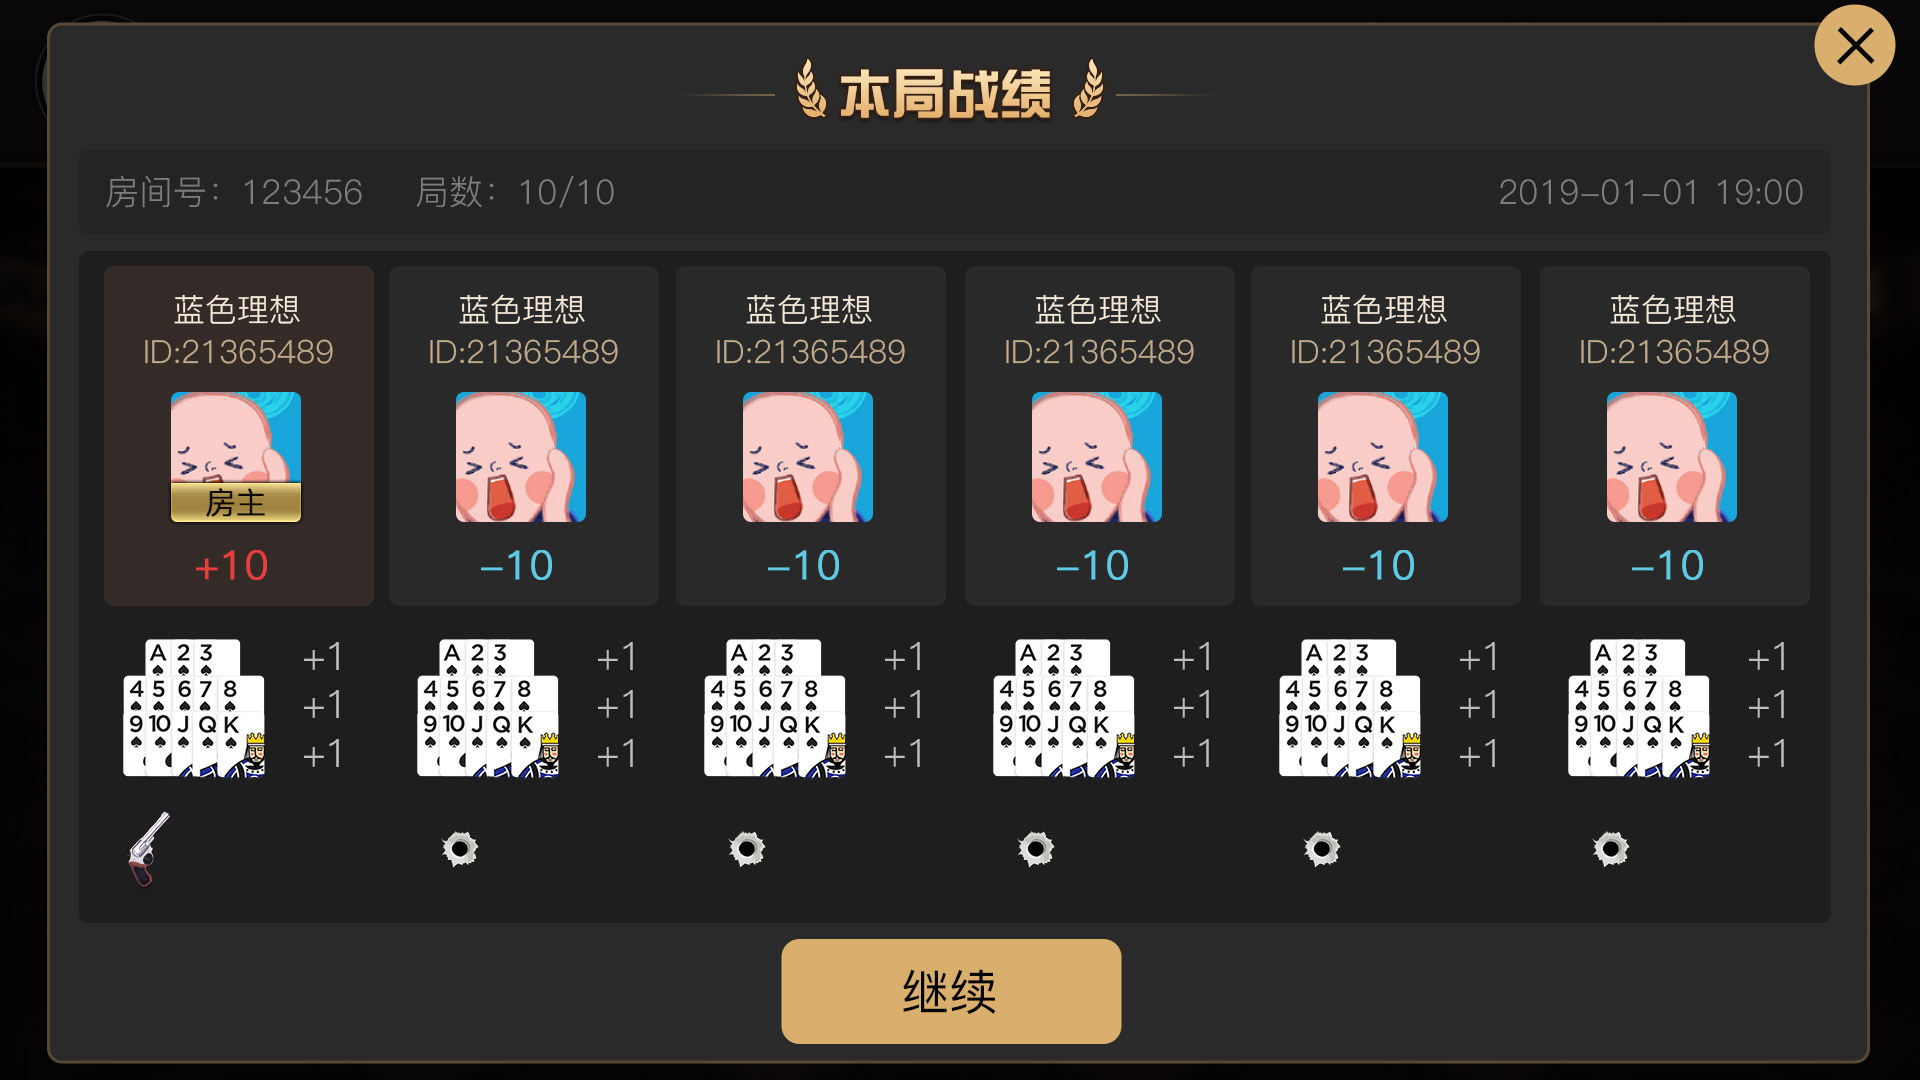 本局战绩
房间号：123456 局数：10/10 2019-01-01 19:00
蓝色理想 蓝色理想 蓝色理想 蓝色理想 蓝色理想 蓝色理想
ID:21365489 ID:21365489 ID:21365489 ID:21365489 ID:21365489 ID:21365489
房主
+10 -10 -10 -10 -10 -10
A 2 3 +1 A 2 3 +1 A 2 3 +1 A 2 3 +1 A 2 3 +1 A 2 3 +1
4 5 6 7 8 +1 4 5 6 7 8 +1 4 5 6 7 8 +1 4 5 6 7 8 +1 4 5 6 7 8 +1 4 5 6 7 8 +1
9 10 J Q K +1 9 10 J Q K +1 9 10 J Q K +1 9 10 J Q K +1 9 10 J Q K +1 9 10 J Q K +1
继续